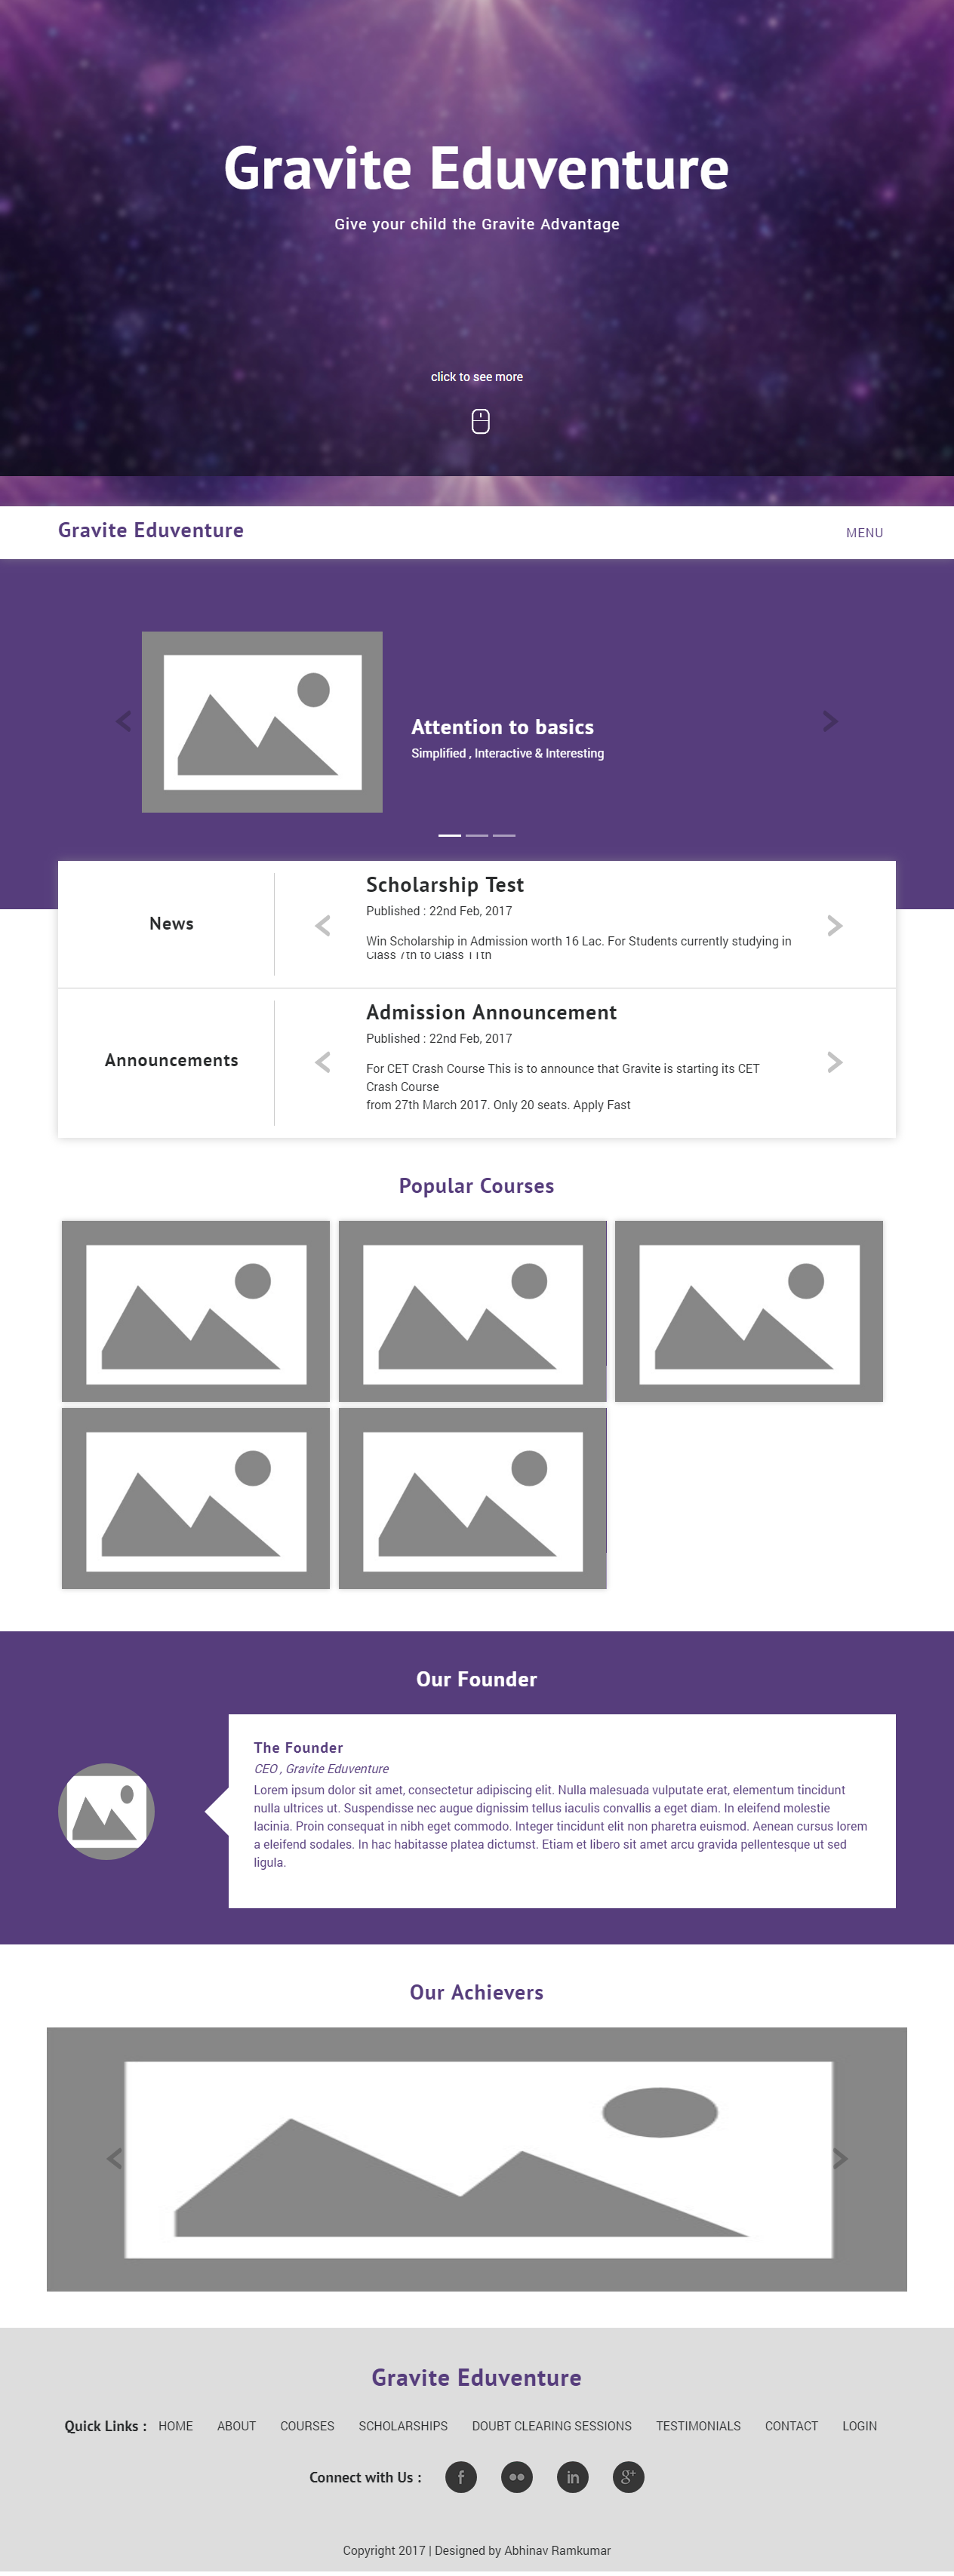 Gravite Eduventure
Give your child the Gravite Advantage
click to see more
Gravite Eduventure
MENU
Attention to basics
Simplified , Interactive & Interesting
News
Scholarship Test
Published : 22nd Feb, 2017
Win Scholarship in Admission worth 16 Lac. For Students currently studying in
Class 7th to Class 11th
Announcements
Admission Announcement
Published : 22nd Feb, 2017
For CET Crash Course This is to announce that Gravite is starting its CET
Crash Course
from 27th March 2017. Only 20 seats. Apply Fast
Popular Courses
Our Founder
The Founder
CEO , Gravite Eduventure
Lorem ipsum dolor sit amet, consectetur adipiscing elit. Nulla malesuada vulputate erat, elementum tincidunt
nulla ultrices ut. Suspendisse nec augue dignissim tellus iaculis convallis a eget diam. In eleifend molestie
lacinia. Proin consequat in nibh eget commodo. Integer tincidunt elit non pharetra euismod. Aenean cursus lorem
a eleifend sodales. In hac habitasse platea dictumst. Etiam et libero sit amet arcu gravida pellentesque ut sed
ligula.
Our Achievers
Gravite Eduventure
Quick Links : HOME ABOUT COURSES SCHOLARSHIPS DOUBT CLEARING SESSIONS TESTIMONIALS CONTACT LOGIN
Connect with Us : f in g+
Copyright 2017 | Designed by Abhinav Ramkumar